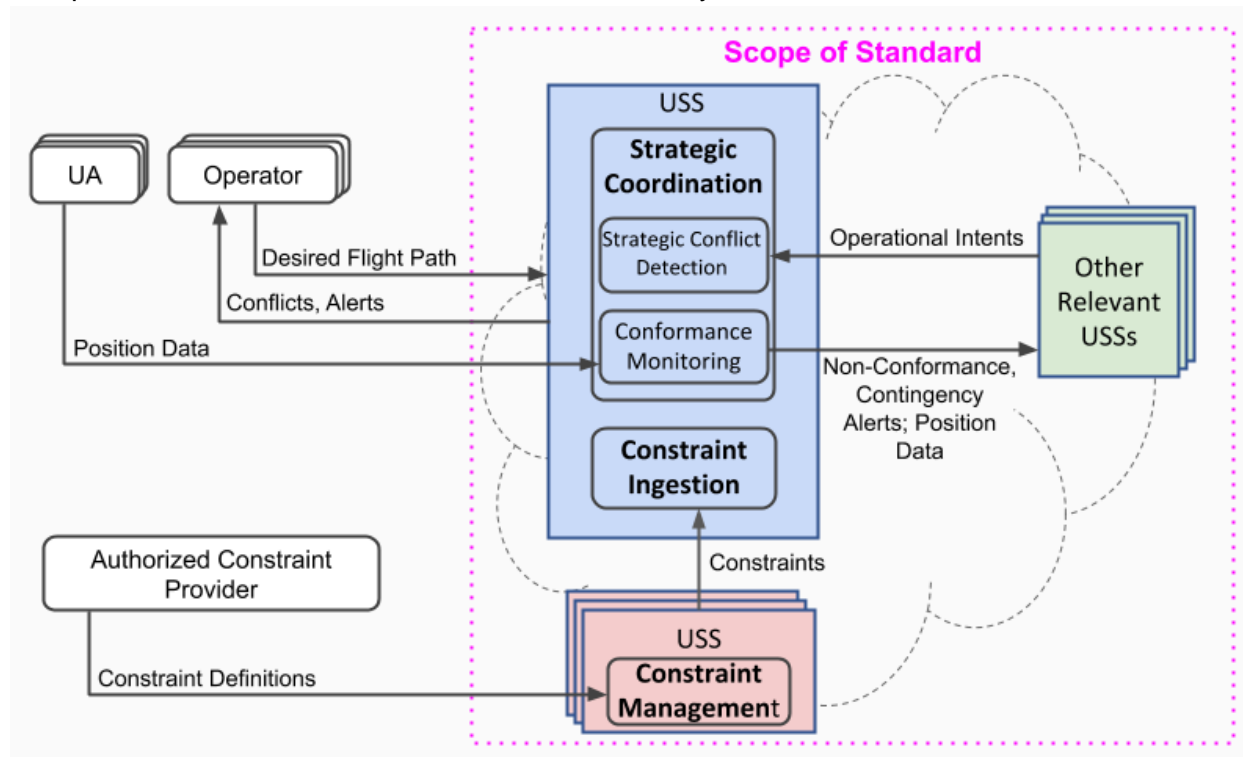 Scope of Standard
USS
Strategic
Coordination
UA
Operator
Strategic Conflict
Detection
Operational Intents
Other
Relevant
USSs
Desired Flight Path
Conflicts, Alerts
Position Data
Conformance
Monitoring
Non-Conformance,
Contingency
Alerts; Position
Data
Constraint
Ingestion
Authorized Constraint
Provider
Constraints
USS
Constraint
Management
Constraint Definitions